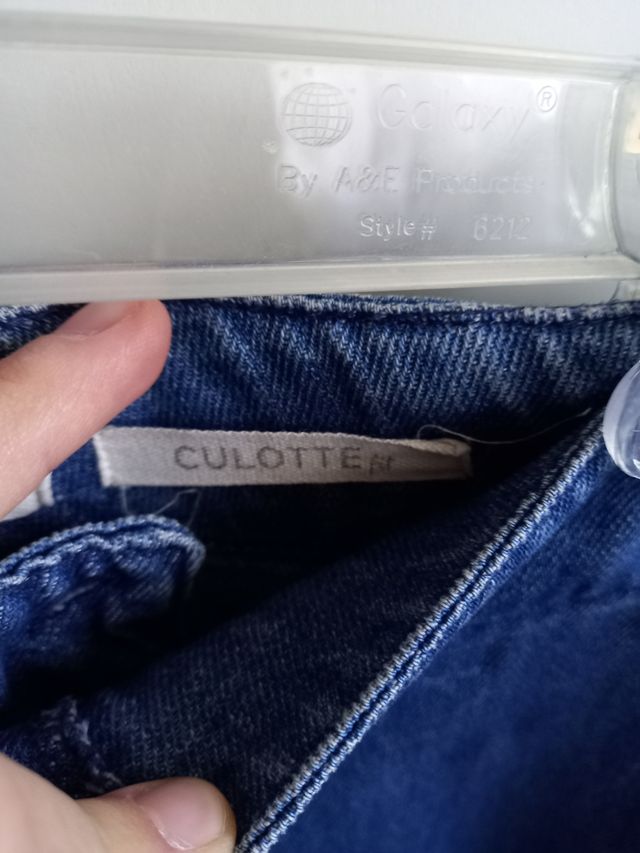 Galaxy®
By A&E Products
Style# 6212
CULOTTE fit